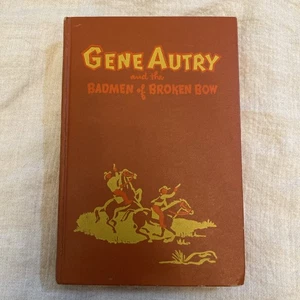 GENE AUTRY
and the
BADMEN of BROKEN BOW